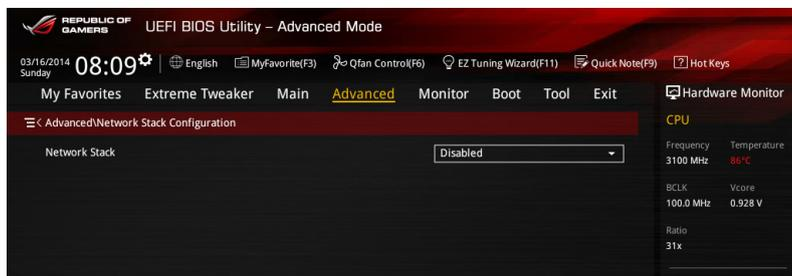 REPUBLIC OF
GAMERS
UEFI BIOS Utility – Advanced Mode
03/16/2014
Sunday
08:09
English
MyFavorite(F3)
Qfan Control(F6)
EZ Tuning Wizard(F11)
Quick Note(F9)
? Hot Keys
My Favorites Extreme Tweaker Main Advanced Monitor Boot Tool Exit
Hardware Monitor
< Advanced\Network Stack Configuration
Network Stack Disabled
CPU
Frequency Temperature
3100 MHz 86°C
BCLK Vcore
100.0 MHz 0.928 V
Ratio
31x